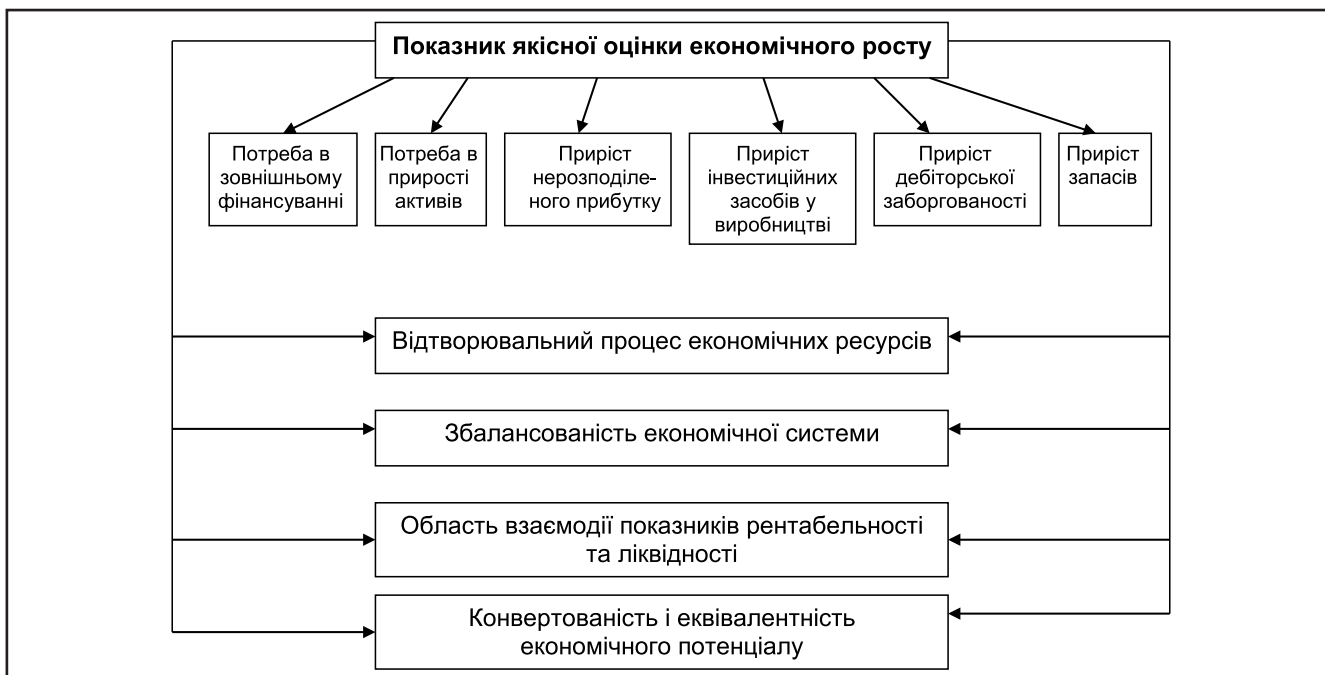 Показник якісної оцінки економічного росту
Потреба в
зовнішньому
фінансуванні
Потреба в
прирості
активів
Приріст
нерозподіле-
ного прибутку
Приріст
інвестиційних
засобів у
виробництві
Приріст
дебіторської
заборгованості
Приріст
запасів
Відтворювальний процес економічних ресурсів
Збалансованість економічної системи
Область взаємодії показників рентабельності
та ліквідності
Конвертованість і еквівалентність
економічного потенціалу